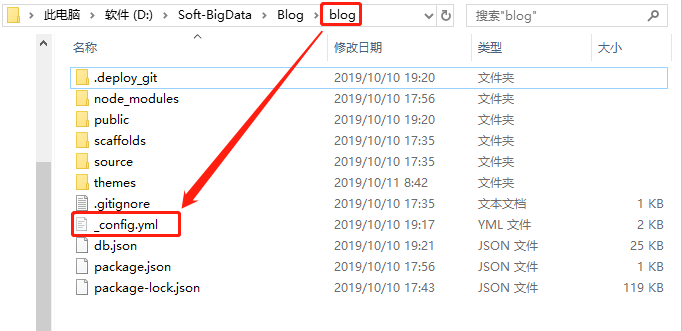 此电脑 > 软件 (D:) > Soft-BigData > Blog > blog
搜索"blog"
名称 修改日期 类型 大小
.deploy_git 2019/10/10 19:20 文件夹
node_modules 2019/10/10 17:56 文件夹
public 2019/10/10 19:20 文件夹
scaffolds 2019/10/10 17:35 文件夹
source 2019/10/10 17:35 文件夹
themes 2019/10/11 8:42 文件夹
.gitignore 2019/10/10 17:35 文本文档 1 KB
_config.yml 2019/10/10 19:17 YML 文件 2 KB
db.json 2019/10/10 19:21 JSON 文件 25 KB
package.json 2019/10/10 17:56 JSON 文件 1 KB
package-lock.json 2019/10/10 17:43 JSON 文件 119 KB